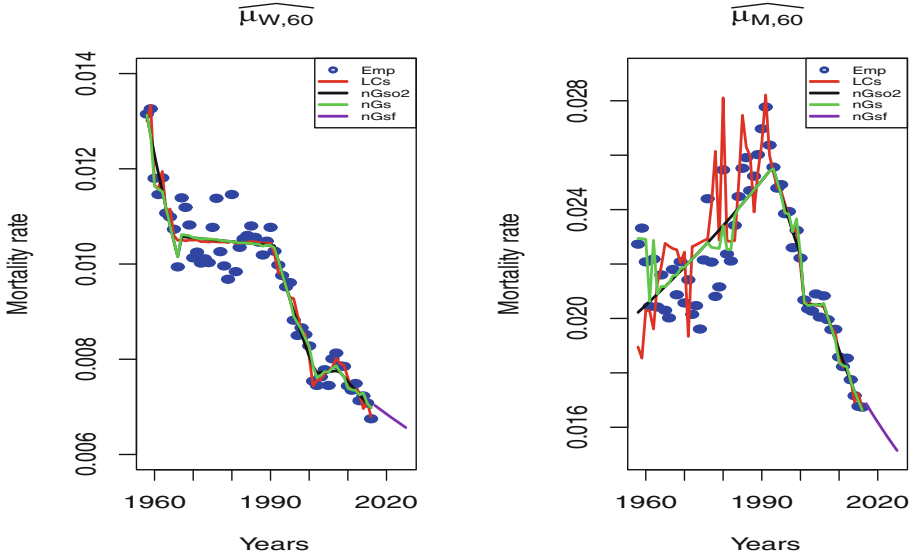 μW,60
0.014
0.012
0.010
0.008
0.006
Mortality rate
Emp
LCs
nGso2
nGs
nGsf
1960
1990
2020
Years
μM,60
0.028
0.024
0.020
0.016
Mortality rate
Emp
LCs
nGso2
nGs
nGsf
1960
1990
2020
Years